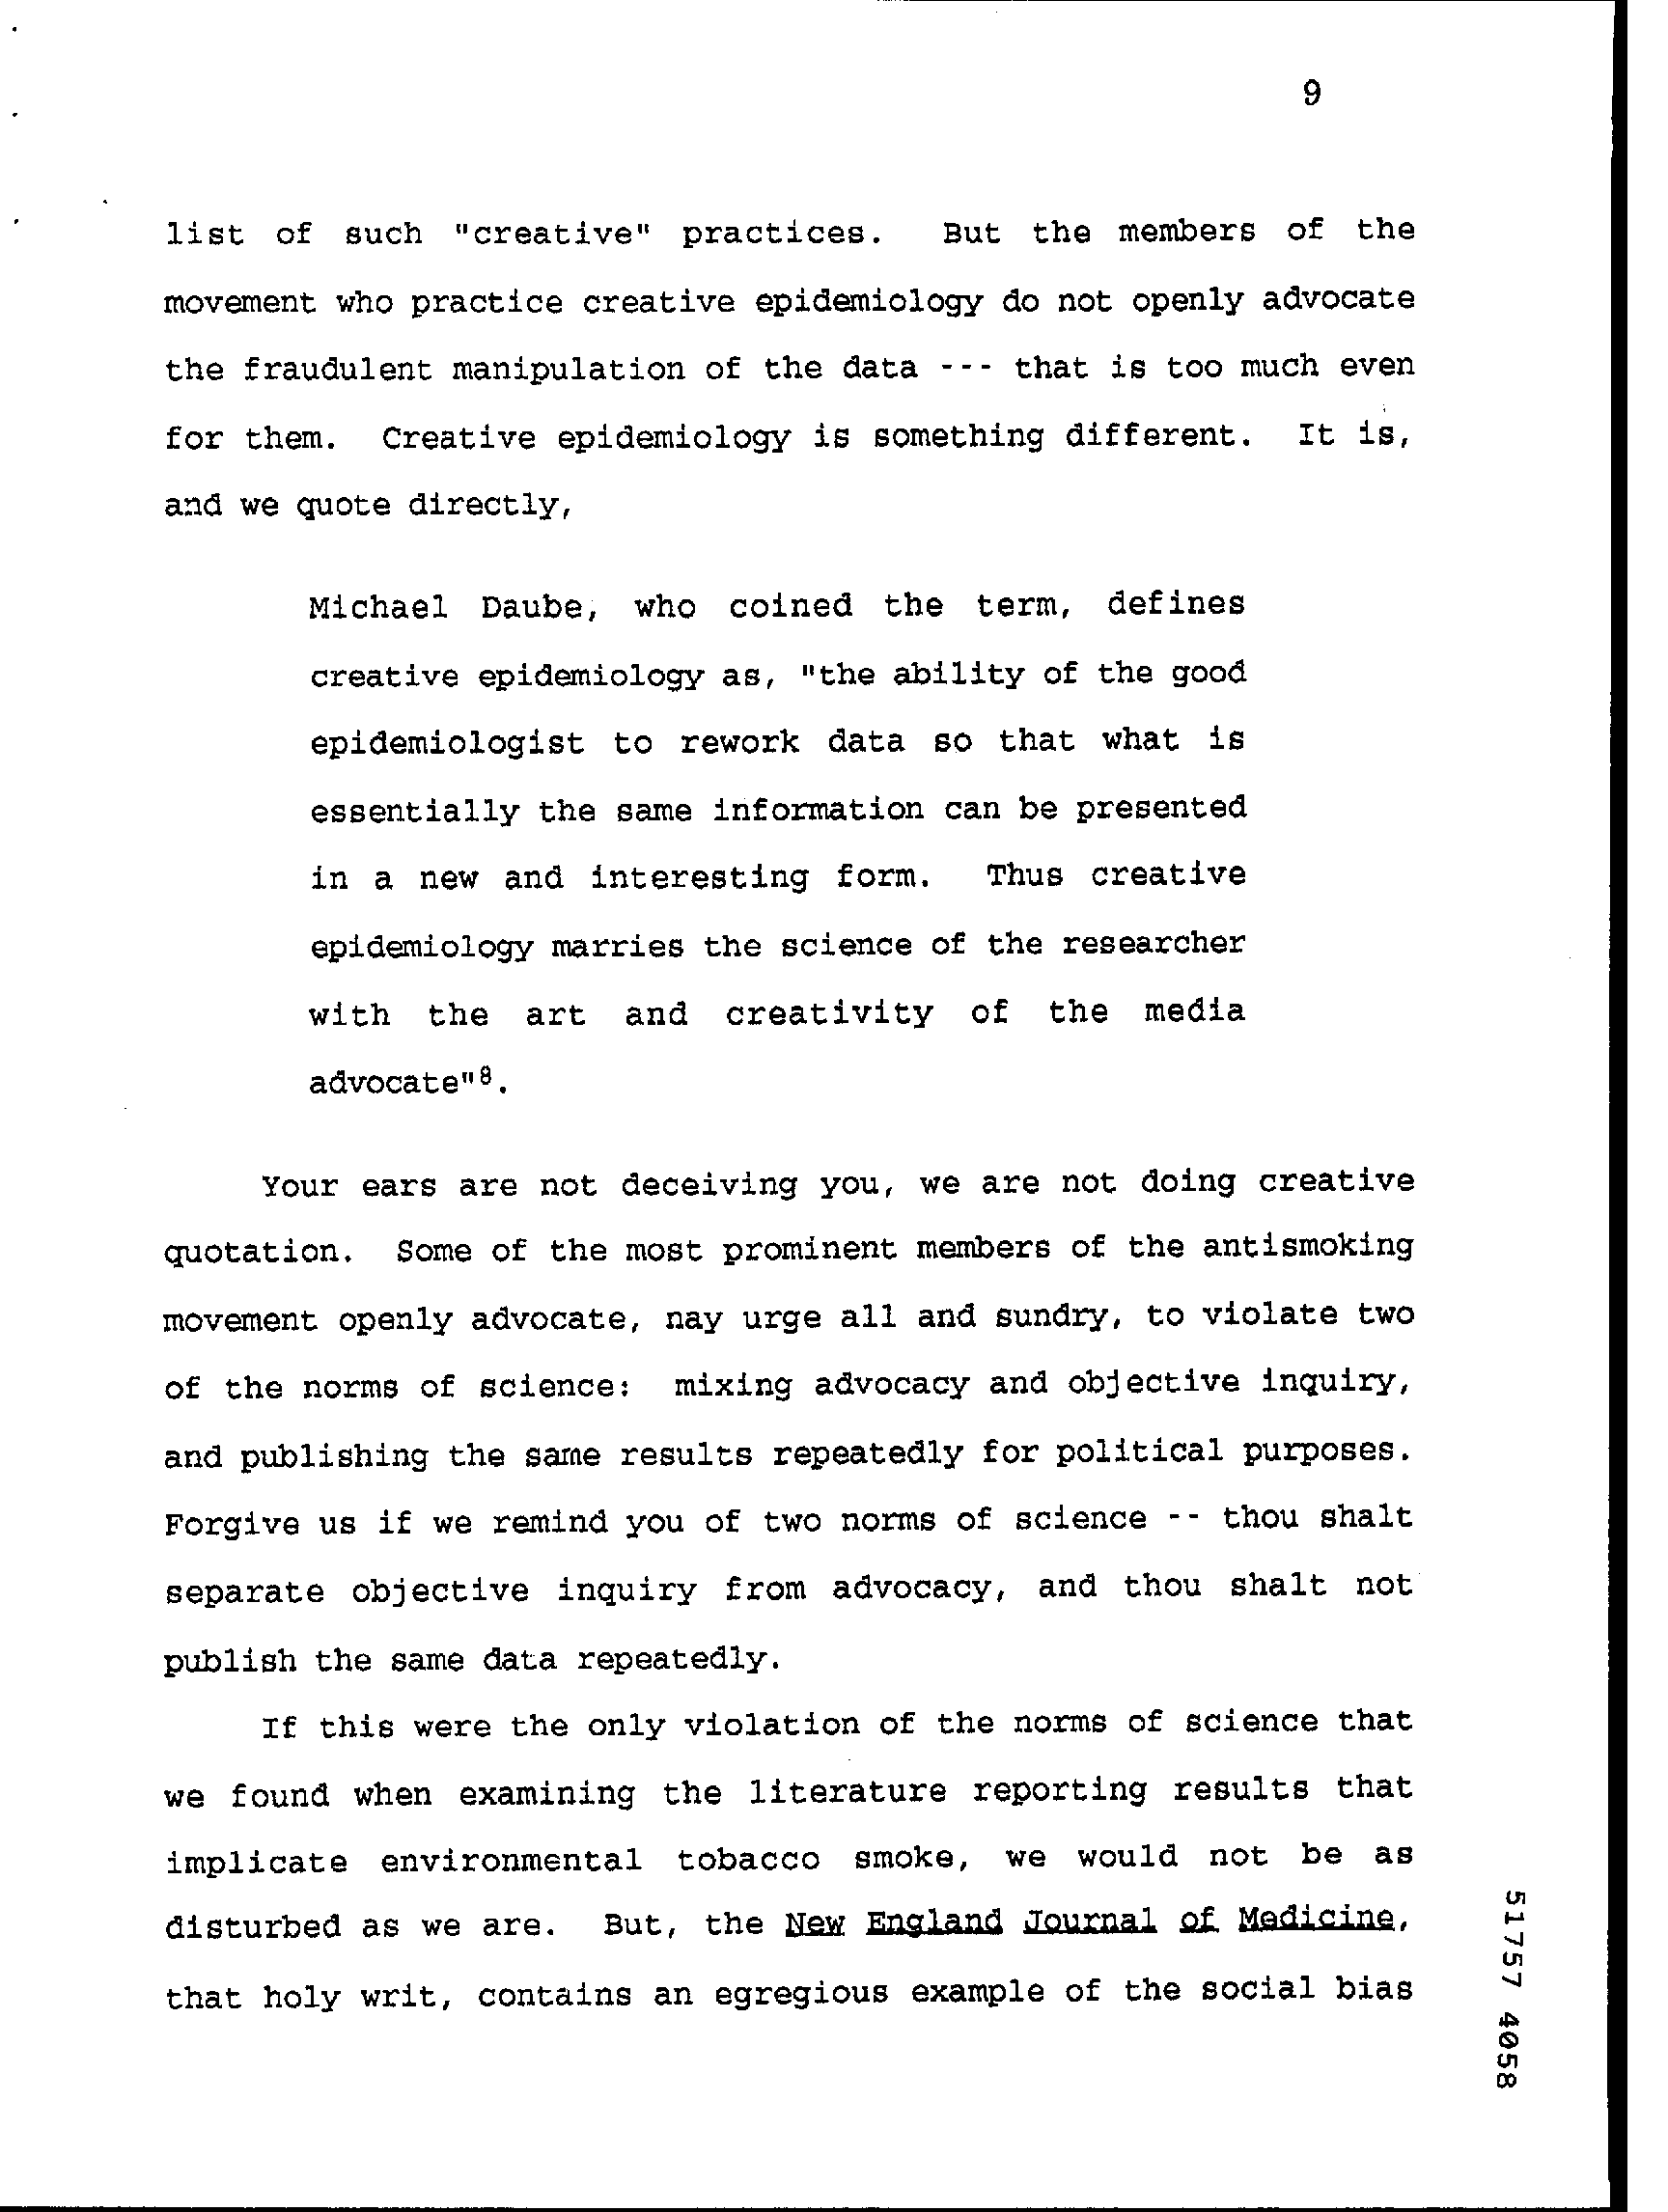 9
list of such "creative" practices. But the members of the
movement who practice creative epidemiology do not openly advocate
the fraudulent manipulation of the data --- that is too much even
for them. Creative epidemiology is something different. It is,
and we quote directly,
Michael Daube, who coined the term, defines
creative epidemiology as, "the ability of the good
epidemiologist to rework data so that what is
essentially the same information can be presented
in a new and interesting form. Thus creative
epidemiology marries the science of the researcher
with the art and creativity of the media
advocate"8.
Your ears are not deceiving you, we are not doing creative
quotation. Some of the most prominent members of the antismoking
movement openly advocate, nay urge all and sundry, to violate two
of the norms of science: mixing advocacy and objective inquiry,
and publishing the same results repeatedly for political purposes.
Forgive us if we remind you of two norms of science -- thou shalt
separate objective inquiry from advocacy, and thou shalt not
publish the same data repeatedly.
If this were the only violation of the norms of science that
we found when examining the literature reporting results that
implicate environmental tobacco smoke, we would not be as
disturbed as we are. But, the New England Journal of Medicine,
that holy writ, contains an egregious example of the social bias
51757 4058